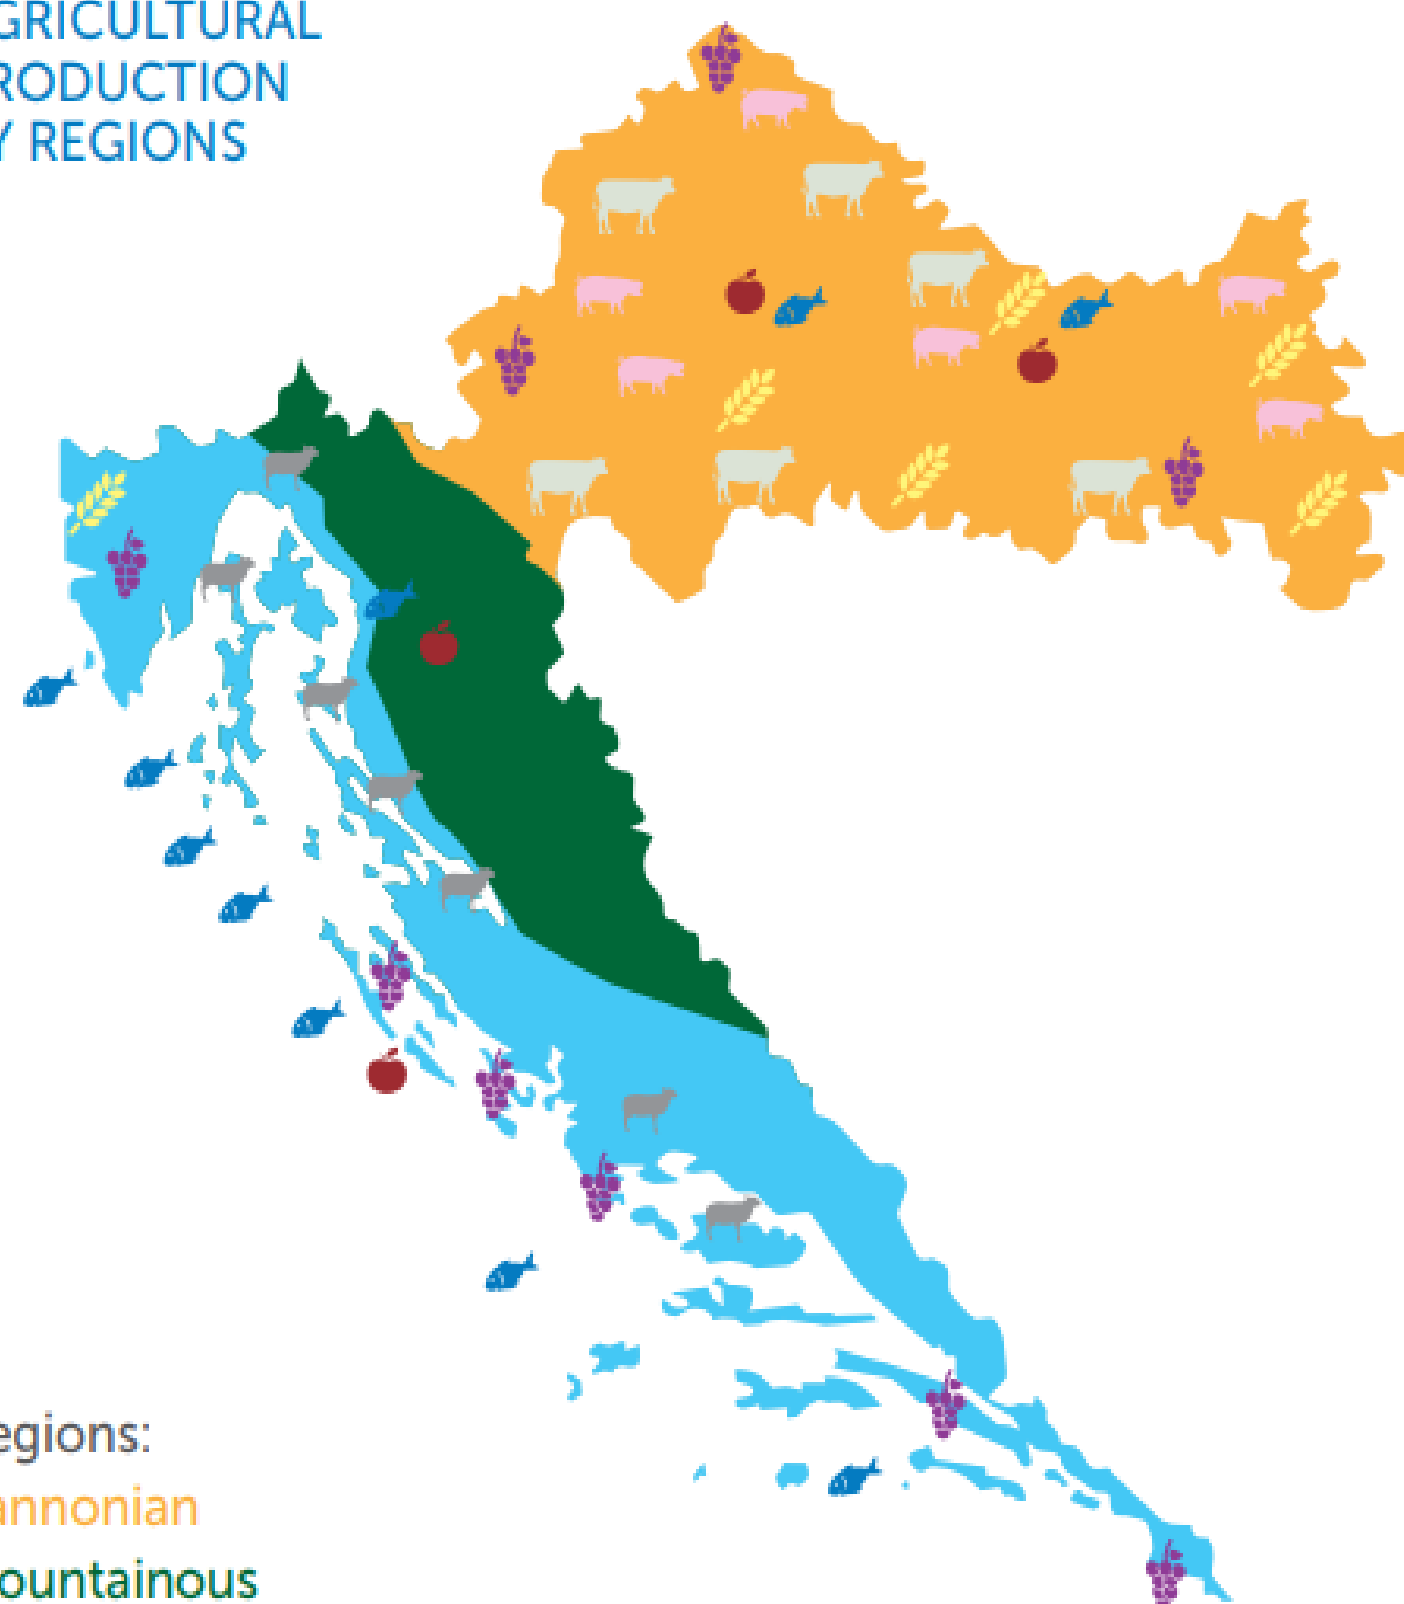 GRICULTURAL
RODUCTION
Y REGIONS
egions:
annonian
ountainous